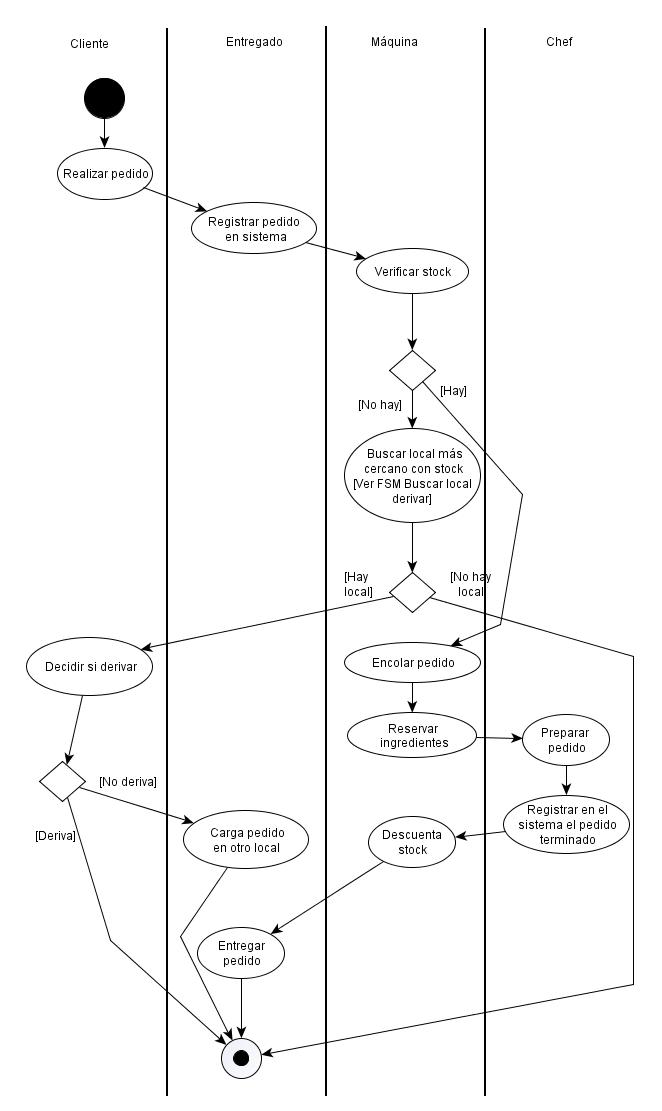 Cliente
Entregado
Máquina
Chef
Realizar pedido
Registrar pedido
en sistema
Verificar stock
[No hay]
[Hay]
Buscar local más
cercano con stock
[Ver FSM Buscar local
derivar]
[Hay
local]
[No hay
local]
Decidir si derivar
Encolar pedido
Reservar
ingredientes
Preparar
pedido
[No deriva]
[Deriva]
Carga pedido
en otro local
Descuenta
stock
Registrar en el
sistema el pedido
terminado
Entregar
pedido